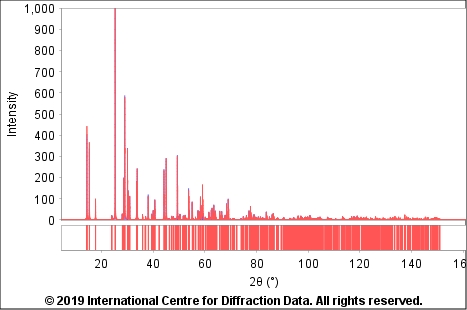 1,000
900
800
700
600
500
400
300
200
100
0
Intensity
20 40 60 80 100 120 140 16
2θ (°)
© 2019 International Centre for Diffraction Data. All rights reserved.